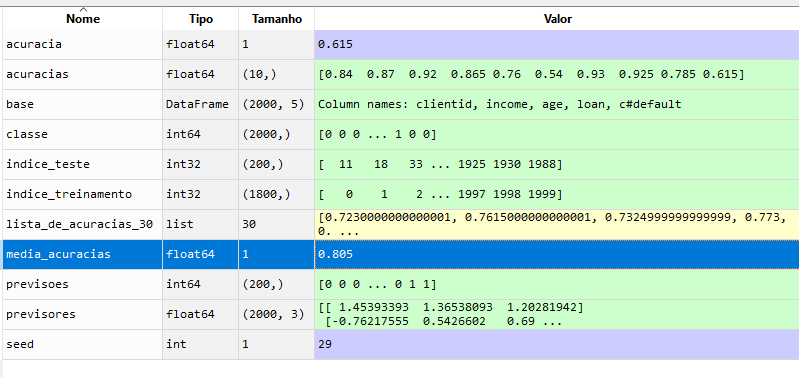 Nome Tipo Tamanho Valor
acuracia float64 1 0.615
acuracias float64 (10,) [0.84 0.87 0.92 0.865 0.76 0.54 0.93 0.925 0.785 0.615]
base DataFrame (2000, 5) Column names: clientid, income, age, loan, c#default
classe int64 (2000,) [0 0 0 ... 1 0 0]
indice_teste int32 (200,) [ 11 18 33 ... 1925 1930 1988]
indice_treinamento int32 (1800,) [ 0 1 2 ... 1997 1998 1999]
lista_de_acuracias_30 list 30 [0.7230000000000001, 0.7615000000000001, 0.7324999999999999, 0.773,
0. ...
media_acuracias float64 1 0.805
previsoes int64 (200,) [0 0 0 ... 0 1 1]
previsores float64 (2000, 3) [[ 1.45393393 1.36538093 1.20281942]
[-0.76217555 0.5426602 0.69 ...
seed int 1 29